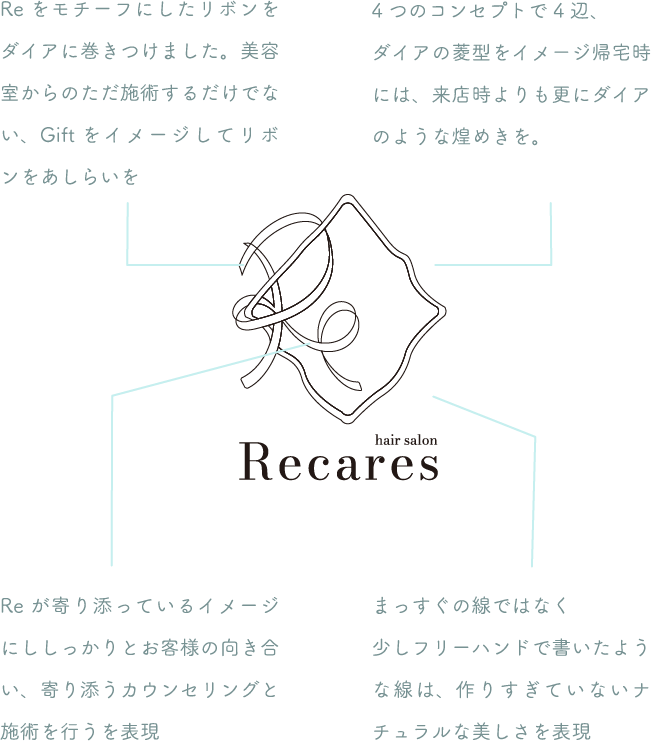 Re をモチーフにしたリボンを
ダイアに巻きつけました。美容
室からのただ施術するだけでな
い、Gift をイメージしてリボ
ンをあしらいを
4 つのコンセプトで 4 辺、
ダイアの菱型をイメージ帰宅時
には、来店時よりも更にダイア
のような煌めきを。
hair salon
Recares
Re が寄り添っているイメージ
にししっかりとお客様の向き合
い、寄り添うカウンセリングと
施術を行うを表現
まっすぐの線ではなく
少しフリーハンドで書いたよう
な線は、作りすぎていないナ
チュラルな美しさを表現